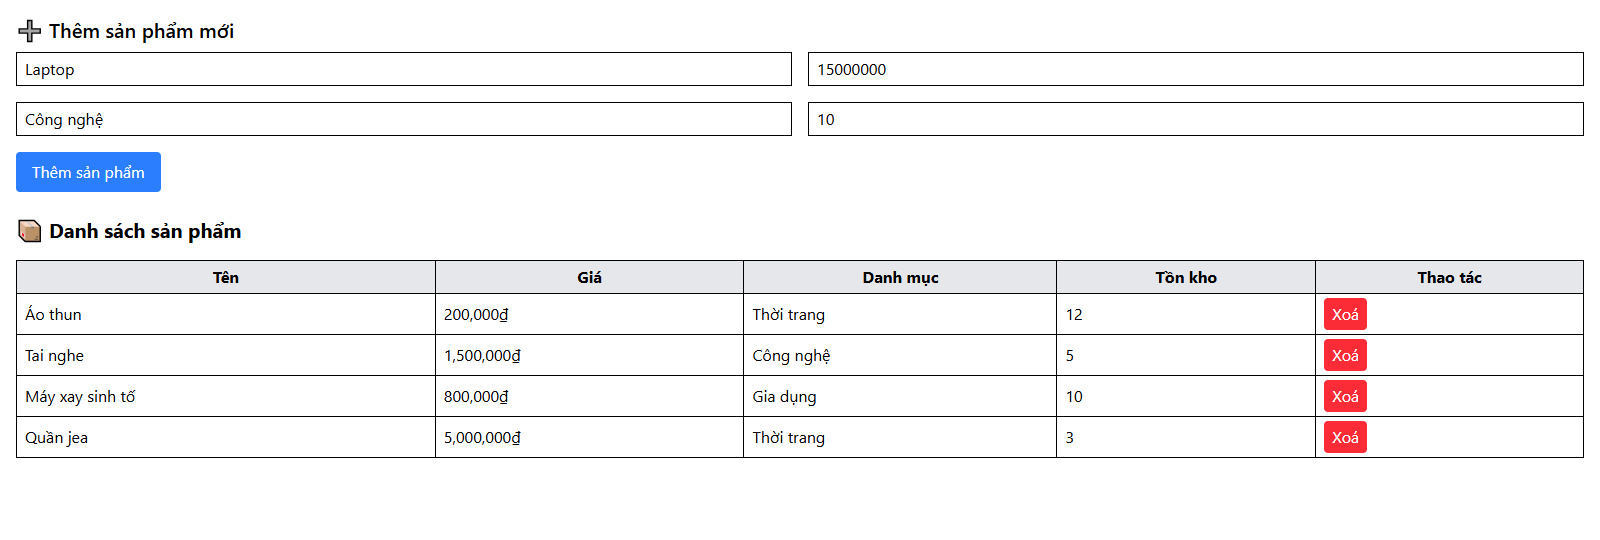 ➕ Thêm sản phẩm mới
Laptop 15000000
Công nghệ 10
Thêm sản phẩm
📦 Danh sách sản phẩm
Tên Giá Danh mục Tồn kho Thao tác
Áo thun 200,000₫ Thời trang 12 Xoá
Tai nghe 1,500,000₫ Công nghệ 5 Xoá
Máy xay sinh tố 800,000₫ Gia dụng 10 Xoá
Quần jea 5,000,000₫ Thời trang 3 Xoá